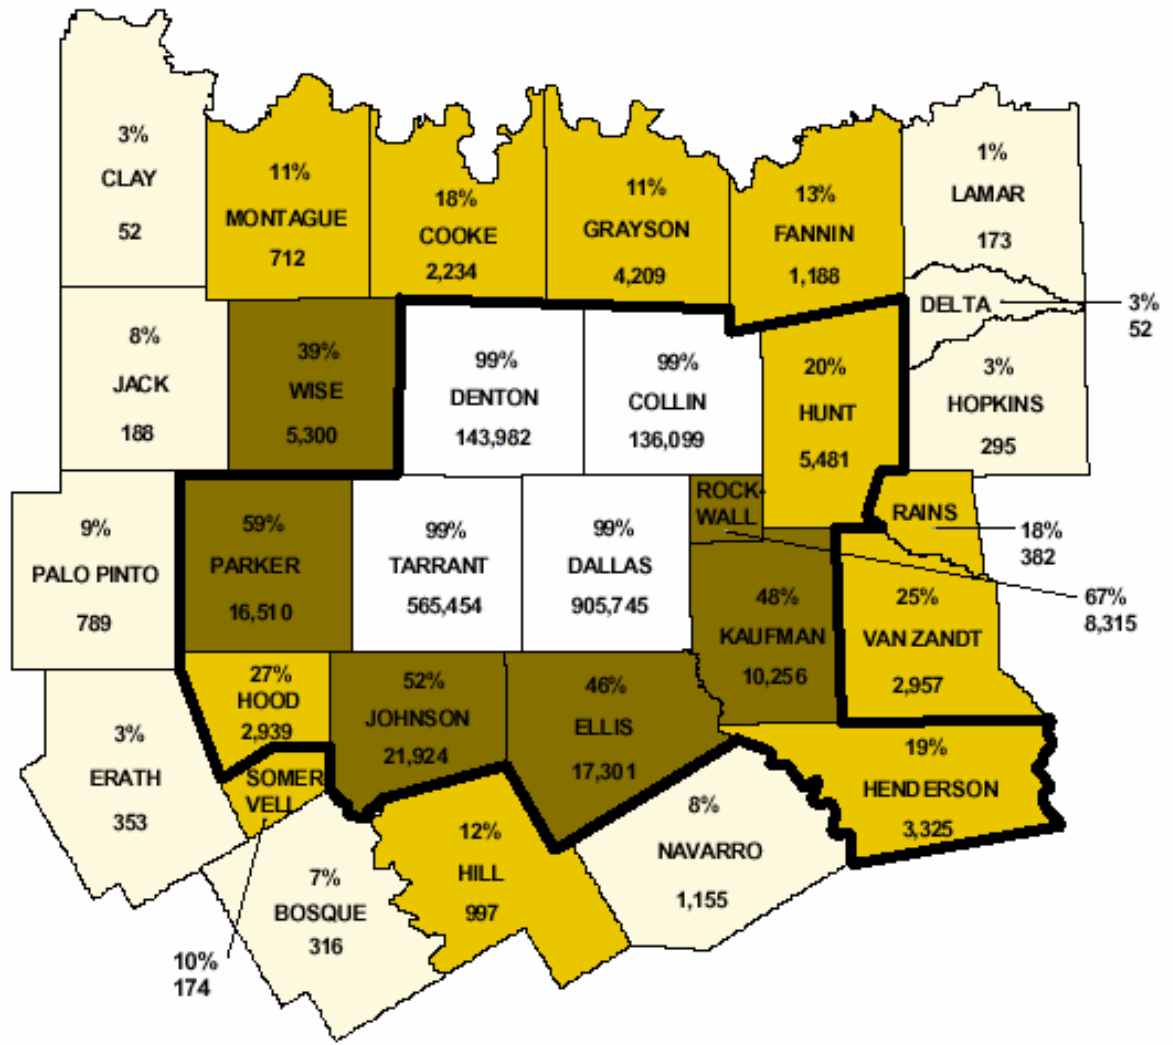 3%
CLAY
52
11%
MONTAGUE
712
18%
COOKE
2,234
11%
GRAYSON
4,209
13%
FANNIN
1,188
1%
LAMAR
173
DELTA
3%
52
8%
JACK
188
39%
WISE
5,300
99%
DENTON
143,982
99%
COLLIN
136,099
20%
HUNT
5,481
3%
HOPKINS
295
9%
PALO PINTO
789
59%
PARKER
16,510
99%
TARRANT
565,454
99%
DALLAS
905,745
ROCK-
WALL
67%
8,315
RAINS
18%
382
48%
KAUFMAN
10,256
25%
VAN ZANDT
2,957
3%
ERATH
353
27%
HOOD
2,939
52%
JOHNSON
21,924
46%
ELLIS
17,301
19%
HENDERSON
3,325
SOMER
VELL
10%
174
7%
BOSQUE
316
12%
HILL
997
8%
NAVARRO
1,155